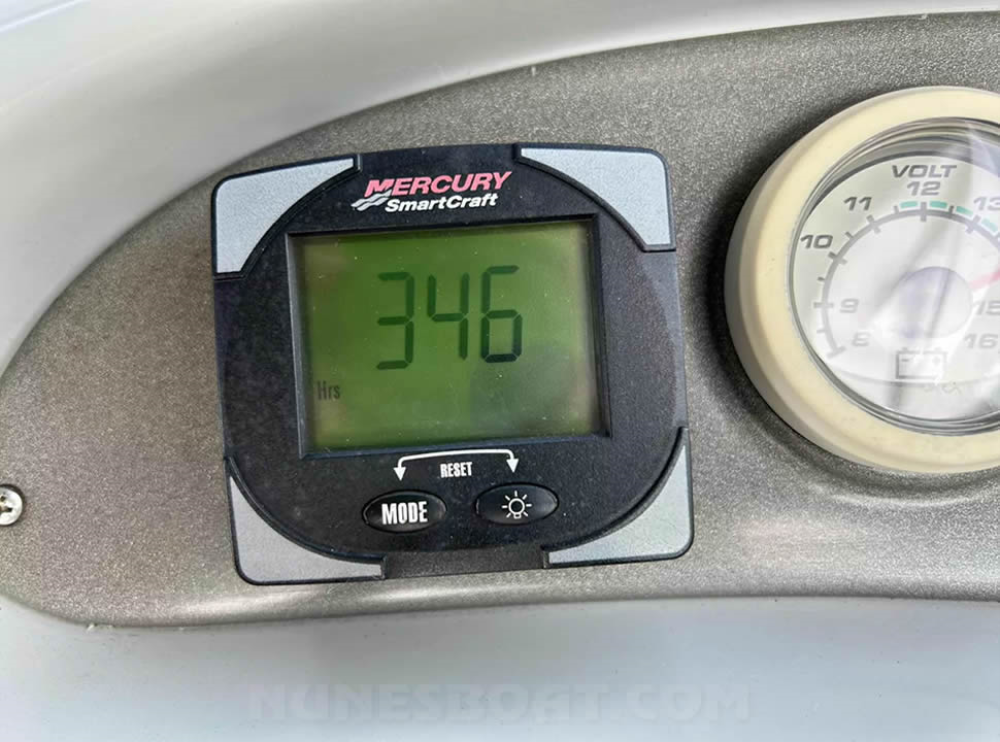 MERCURY
SmartCraft
346
Hrs
RESET
MODE
VOLT
12
11
13
10
9
15
8
16
NUNESBOAT.COM